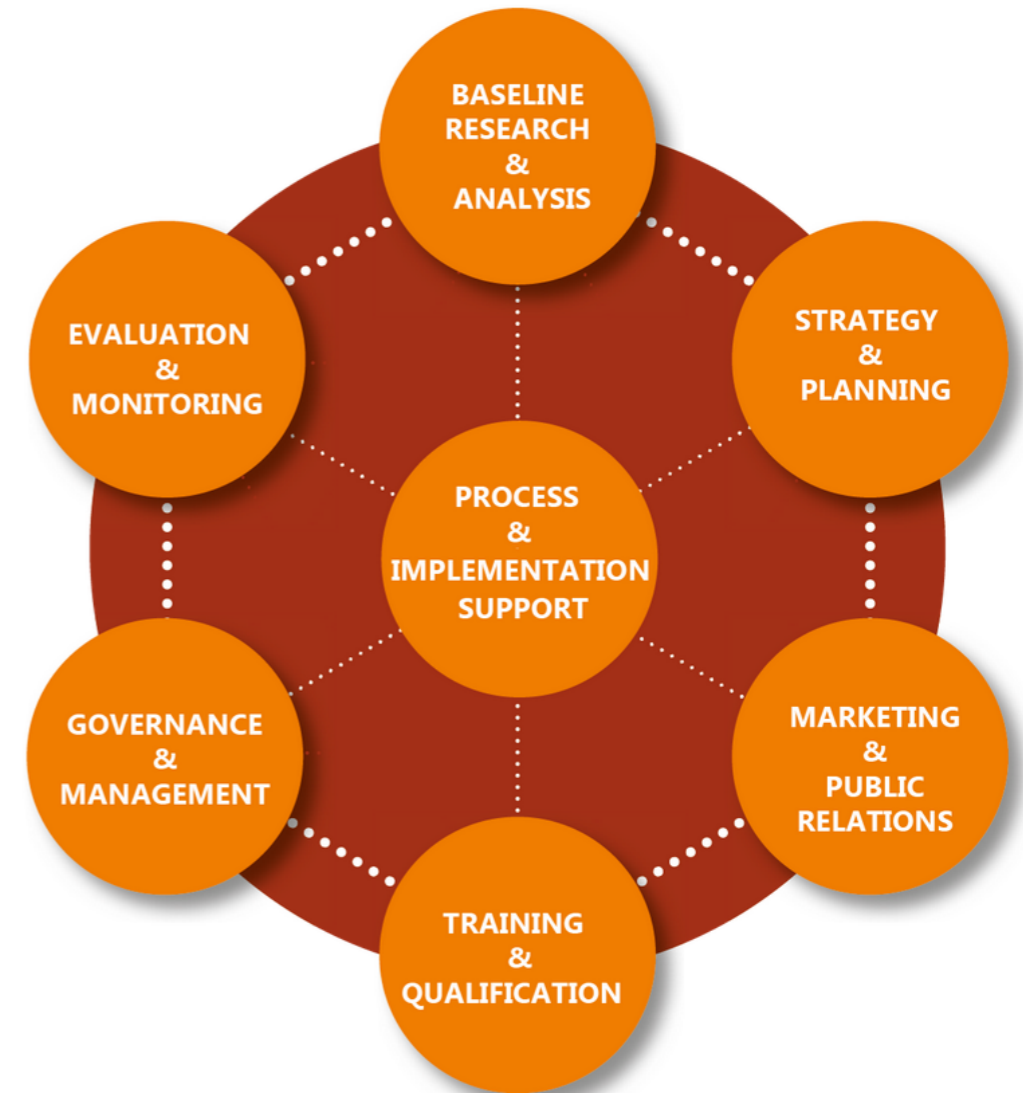 BASELINE
RESEARCH
&
ANALYSIS
STRATEGY
&
PLANNING
MARKETING
&
PUBLIC
RELATIONS
TRAINING
&
QUALIFICATION
GOVERNANCE
&
MANAGEMENT
EVALUATION
&
MONITORING
PROCESS
&
IMPLEMENTATION
SUPPORT